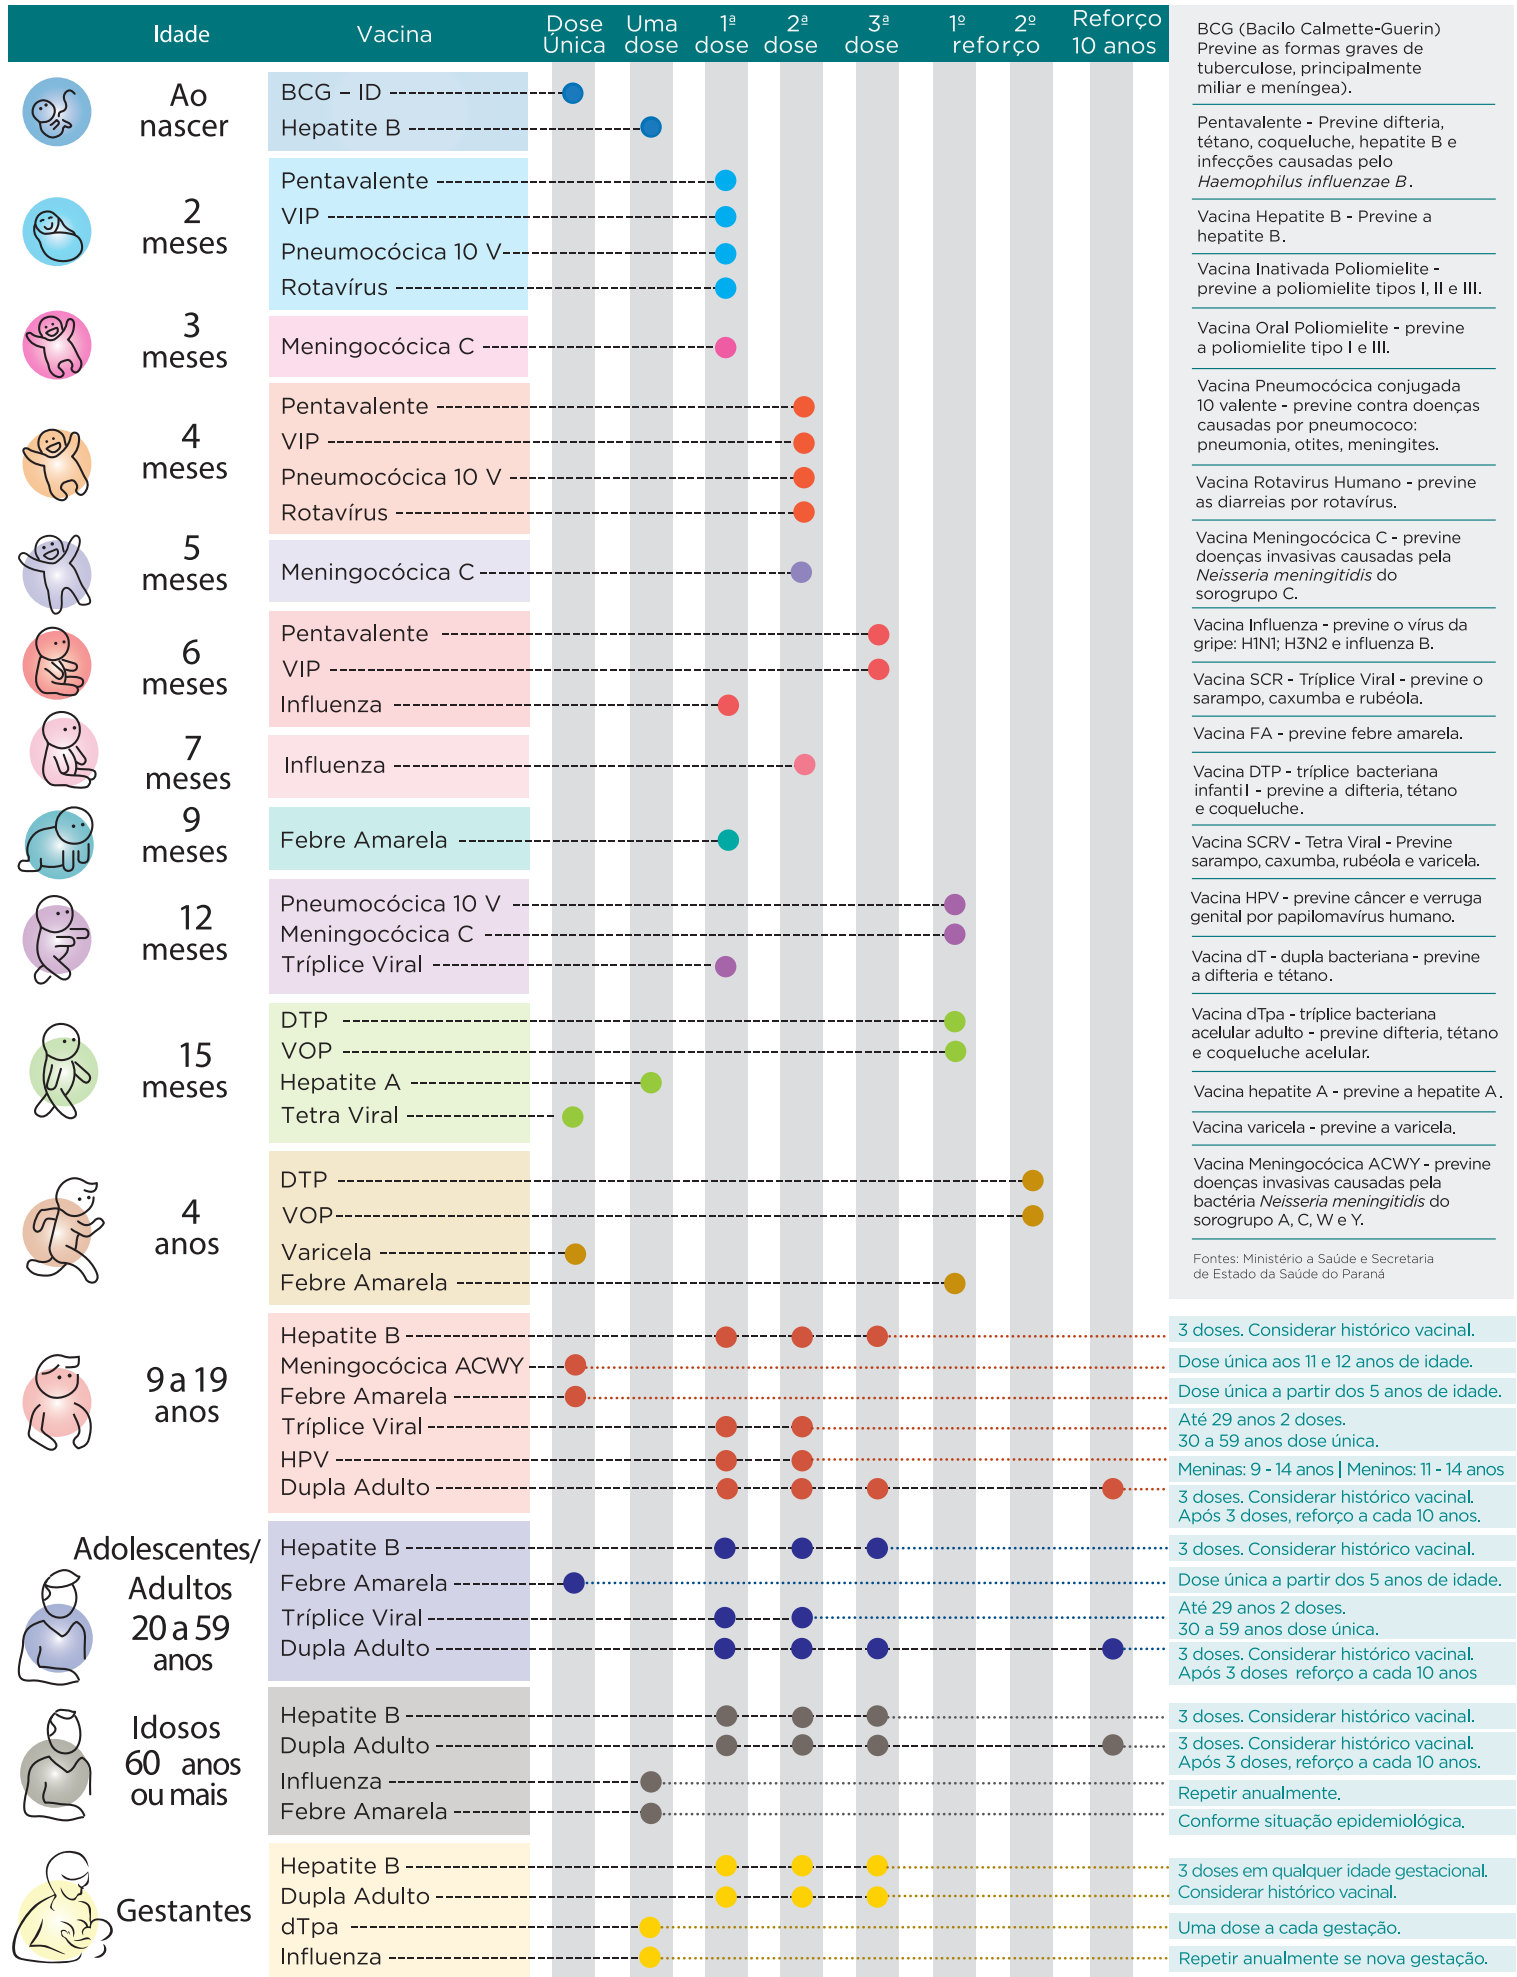 Idade
Vacina
Dose Única
Uma dose
1ª dose
2ª dose
3ª dose
1º 2º reforço
Reforço 10 anos
Ao
nascer
BCG – ID
Hepatite B
2
meses
Pentavalente
VIP
Pneumocócica 10 V
Rotavírus
3
meses
Meningocócica C
4
meses
Pentavalente
VIP
Pneumocócica 10 V
Rotavírus
5
meses
Meningocócica C
6
meses
Pentavalente
VIP
Influenza
7
meses
Influenza
9
meses
Febre Amarela
12
meses
Pneumocócica 10 V
Meningocócica C
Tríplice Viral
15
meses
DTP
VOP
Hepatite A
Tetra Viral
4
anos
DTP
VOP
Varicela
Febre Amarela
9 a 19
anos
Hepatite B
3 doses. Considerar histórico vacinal.
Meningocócica ACWY
Dose única aos 11 e 12 anos de idade.
Febre Amarela
Dose única a partir dos 5 anos de idade.
Tríplice Viral
Até 29 anos 2 doses.
30 a 59 anos dose única.
HPV
Meninas: 9 - 14 anos | Meninos: 11 - 14 anos
Dupla Adulto
3 doses. Considerar histórico vacinal.
Após 3 doses, reforço a cada 10 anos.
Adolescentes/
Adultos
20 a 59
anos
Hepatite B
3 doses. Considerar histórico vacinal.
Febre Amarela
Dose única a partir dos 5 anos de idade.
Tríplice Viral
Até 29 anos 2 doses.
30 a 59 anos dose única.
Dupla Adulto
3 doses. Considerar histórico vacinal.
Após 3 doses reforço a cada 10 anos
Idosos
60 anos
ou mais
Hepatite B
3 doses. Considerar histórico vacinal.
Dupla Adulto
3 doses. Considerar histórico vacinal.
Após 3 doses, reforço a cada 10 anos.
Influenza
Repetir anualmente.
Febre Amarela
Conforme situação epidemiológica.
Gestantes
Hepatite B
Dupla Adulto
3 doses em qualquer idade gestacional.
Considerar histórico vacinal.
dTpa
Uma dose a cada gestação.
Influenza
Repetir anualmente se nova gestação.
BCG (Bacilo Calmette-Guerin)
Previne as formas graves de
tuberculose, principalmente
miliar e meníngea).
Pentavalente - Previne difteria,
tétano, coqueluche, hepatite B e
infecções causadas pelo
Haemophilus influenzae B.
Vacina Hepatite B - Previne a
hepatite B.
Vacina Inativada Poliomielite -
previne a poliomielite tipos I, II e III.
Vacina Oral Poliomielite - previne
a poliomielite tipo I e III.
Vacina Pneumocócica conjugada
10 valente - previne contra doenças
causadas por pneumococo:
pneumonia, otites, meningites.
Vacina Rotavirus Humano - previne
as diarreias por rotavírus.
Vacina Meningocócica C - previne
doenças invasivas causadas pela
Neisseria meningitidis do
sorogrupo C.
Vacina Influenza - previne o vírus da
gripe: H1N1; H3N2 e influenza B.
Vacina SCR - Tríplice Viral - previne o
sarampo, caxumba e rubéola.
Vacina FA - previne febre amarela.
Vacina DTP - tríplice bacteriana
infantil - previne a difteria, tétano
e coqueluche.
Vacina SCRV - Tetra Viral - Previne
sarampo, caxumba, rubéola e varicela.
Vacina HPV - previne câncer e verruga
genital por papilomavírus humano.
Vacina dT - dupla bacteriana - previne
a difteria e tétano.
Vacina dTpa - tríplice bacteriana
acelular adulto - previne difteria, tétano
e coqueluche acelular.
Vacina hepatite A - previne a hepatite A.
Vacina varicela - previne a varicela.
Vacina Meningocócica ACWY - previne
doenças invasivas causadas pela
bactéria Neisseria meningitidis do
sorogrupo A, C, W e Y.
Fontes: Ministério a Saúde e Secretaria
de Estado da Saúde do Paraná